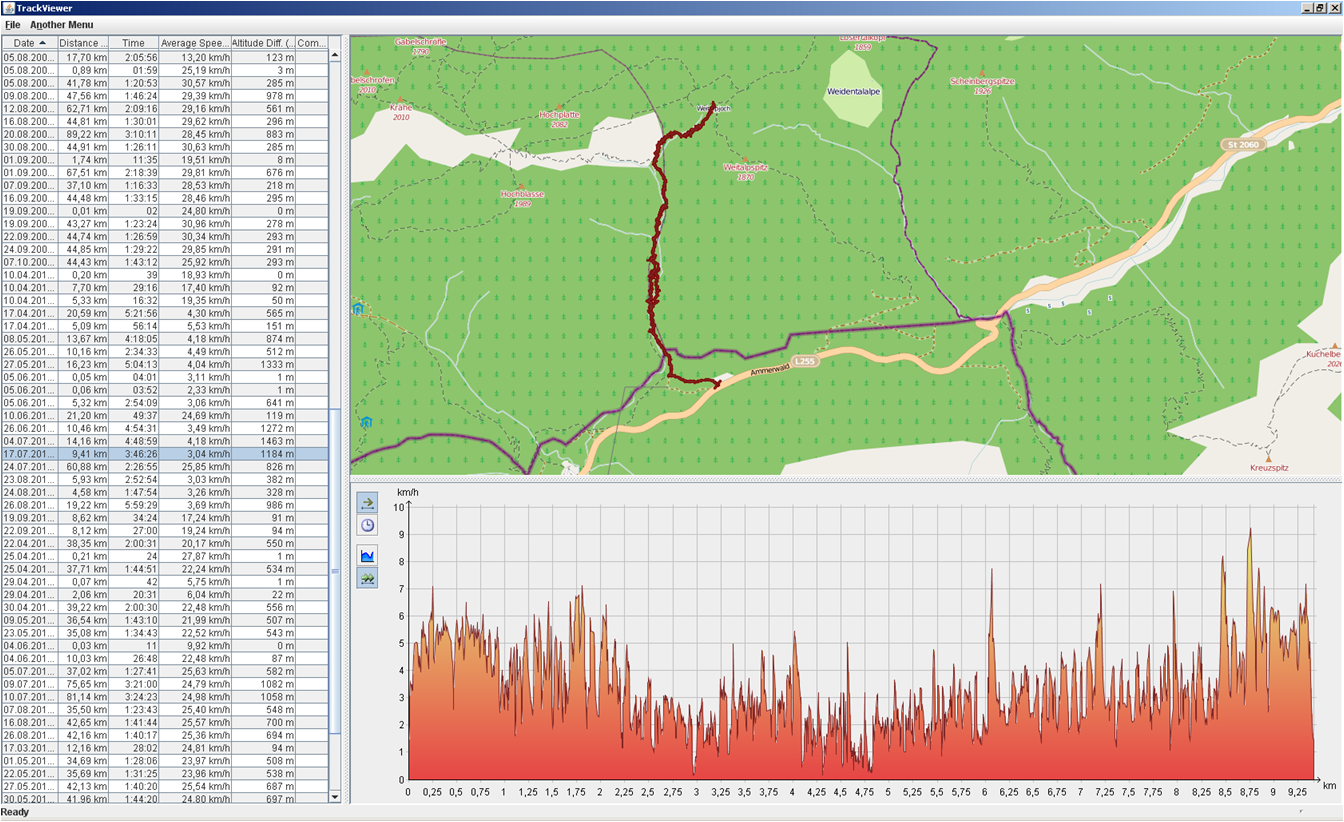 TrackViewer
File Another Menu
Date Distance ... Time Average Spee... Altitude Diff. (... Com...
05.08.200... 17,70 km 2:05:56 13,20 km/h 123 m
05.08.200... 0,89 km 01:59 25,19 km/h 3 m
05.08.200... 41,78 km 1:20:53 30,57 km/h 285 m
09.08.200... 47,56 km 1:46:24 29,39 km/h 978 m
12.08.200... 62,71 km 2:09:16 29,16 km/h 561 m
16.08.200... 44,81 km 1:30:01 29,62 km/h 296 m
20.08.200... 89,22 km 3:10:11 28,45 km/h 883 m
30.08.200... 44,91 km 1:26:11 30,63 km/h 285 m
01.09.200... 1,74 km 11:35 19,51 km/h 8 m
01.09.200... 67,51 km 2:18:39 29,81 km/h 676 m
07.09.200... 37,10 km 1:16:33 28,53 km/h 218 m
16.09.200... 44,48 km 1:33:15 28,46 km/h 295 m
19.09.200... 0,01 km 02 24,80 km/h 0 m
19.09.200... 43,27 km 1:23:24 30,96 km/h 278 m
22.09.200... 44,74 km 1:26:59 30,34 km/h 293 m
24.09.200... 44,85 km 1:29:22 29,85 km/h 291 m
07.10.200... 44,43 km 1:43:12 25,92 km/h 293 m
10.04.201... 0,20 km 39 18,93 km/h 0 m
10.04.201... 7,70 km 29:16 17,40 km/h 92 m
10.04.201... 5,33 km 16:32 19,35 km/h 50 m
17.04.201... 20,59 km 5:21:56 4,30 km/h 565 m
17.04.201... 5,09 km 56:14 5,53 km/h 151 m
08.05.201... 13,67 km 4:18:05 4,18 km/h 874 m
26.05.201... 10,16 km 2:34:33 4,49 km/h 512 m
27.05.201... 16,23 km 5:04:13 4,04 km/h 1333 m
05.06.201... 0,05 km 04:01 3,11 km/h 1 m
05.06.201... 0,06 km 03:52 2,33 km/h 1 m
05.06.201... 5,32 km 2:54:09 3,06 km/h 641 m
10.06.201... 21,20 km 49:37 24,69 km/h 119 m
26.06.201... 10,46 km 4:54:31 3,49 km/h 1272 m
04.07.201... 14,16 km 4:48:59 4,18 km/h 1463 m
17.07.201... 9,41 km 3:46:26 3,04 km/h 1184 m
24.07.201... 60,88 km 2:26:55 25,85 km/h 826 m
23.08.201... 5,93 km 2:52:54 3,03 km/h 382 m
24.08.201... 4,58 km 1:47:54 3,26 km/h 328 m
26.08.201... 19,22 km 5:59:29 3,69 km/h 986 m
19.09.201... 8,62 km 34:24 17,24 km/h 91 m
22.09.201... 8,12 km 27:00 19,24 km/h 94 m
22.04.201... 38,35 km 2:00:31 20,17 km/h 550 m
25.04.201... 0,21 km 24 27,87 km/h 1 m
25.04.201... 37,71 km 1:44:51 22,24 km/h 534 m
29.04.201... 0,07 km 42 5,75 km/h 1 m
29.04.201... 2,06 km 20:31 6,04 km/h 22 m
30.04.201... 39,22 km 2:00:30 22,48 km/h 556 m
09.05.201... 36,54 km 1:43:10 21,99 km/h 507 m
23.05.201... 35,08 km 1:34:43 22,52 km/h 543 m
04.06.201... 0,03 km 11 9,92 km/h 0 m
04.06.201... 10,03 km 26:48 22,48 km/h 87 m
05.07.201... 37,02 km 1:27:41 25,63 km/h 582 m
09.07.201... 75,65 km 3:21:00 24,79 km/h 1082 m
10.07.201... 81,14 km 3:24:23 24,98 km/h 1058 m
07.08.201... 35,50 km 1:23:43 25,40 km/h 548 m
16.08.201... 42,65 km 1:41:44 25,57 km/h 700 m
26.08.201... 42,16 km 1:40:17 25,36 km/h 694 m
17.03.201... 12,16 km 28:02 24,81 km/h 94 m
01.05.201... 34,69 km 1:28:06 23,97 km/h 508 m
22.05.201... 35,69 km 1:31:25 23,96 km/h 538 m
27.05.201... 42,13 km 1:40:20 25,54 km/h 687 m
30.05.201... 41,96 km 1:44:20 24,80 km/h 697 m
Gabelschrofle
1790
Losertalkopf
1859
belschrofen
2010
Krähe
2010
Hochplatte
2082
Hochblasse
1989
Weitalpspitz
1870
Weidentalalpe
Scheinbergspitze
1926
St 2060
L255
Ammerwald
Kuchelbe
2026
Kreuzspitz
S S S S S
km/h
10
9
8
7
6
5
4
3
2
1
0
0 0,25 0,5 0,75 1 1,25 1,5 1,75 2 2,25 2,5 2,75 3 3,25 3,5 3,75 4 4,25 4,5 4,75 5 5,25 5,5 5,75 6 6,25 6,5 6,75 7 7,25 7,5 7,75 8 8,25 8,5 8,75 9 9,25 km
Ready